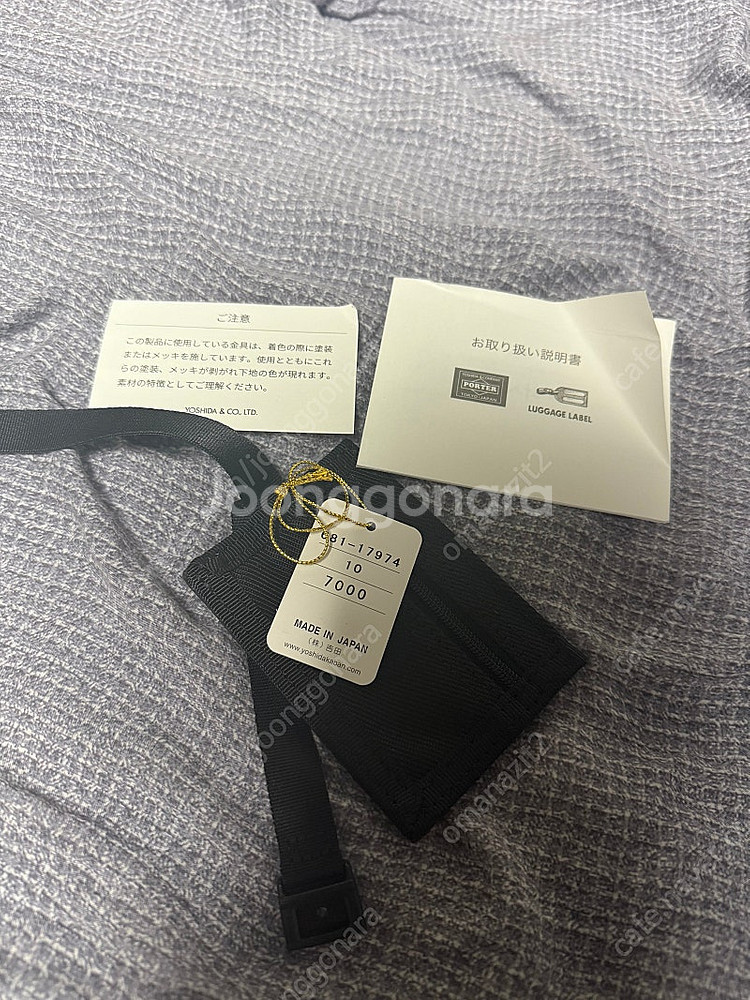 ご注意
この製品に使用している金具は、着色の際に塗装
またはメッキを施しています。使用とともにこれ
らの塗装、メッキが剥がれ下地の色が現れます。
素材の特徴としてご理解ください。
YOSHIDA & CO., LTD.
お取り扱い説明書
PORTER
TOKYO JAPAN
LUGGAGE LABEL
681-17974
10
7000
MADE IN JAPAN
(株)吉田
www.yoshidakaban.com
Joonggonara
omanazit2
joonggonara
omanazit2
joonggonara